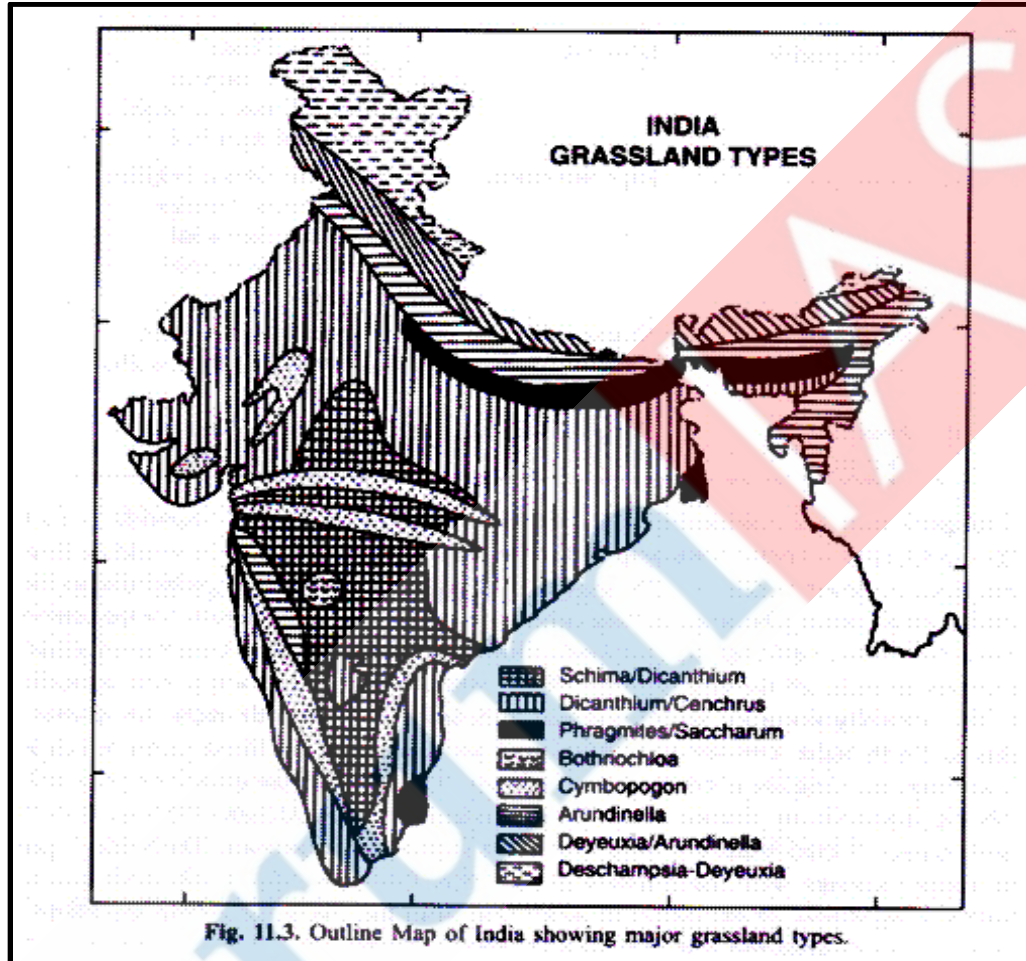 INDIA
GRASSLAND TYPES
Schima/Dicanthium
Dicanthium/Cenchrus
Phragmites/Saccharum
Bothriochloa
Cymbopogon
Arundinella
Deyeuxia/Arundinella
Deschampsia-Deyeuxia
Fig. 11.3. Outline Map of India showing major grassland types.